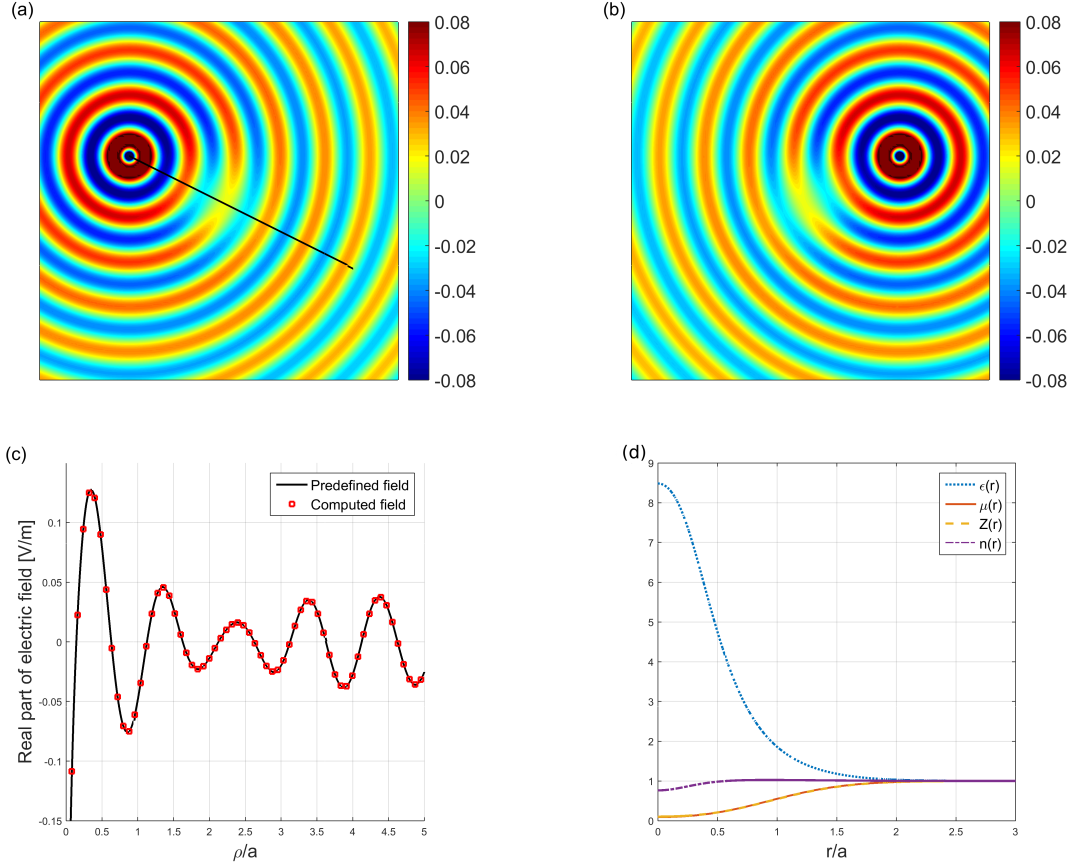 (a)
0.08
0.06
0.04
0.02
0
-0.02
-0.04
-0.06
-0.08
(b)
0.08
0.06
0.04
0.02
0
-0.02
-0.04
-0.06
-0.08
(c)
Real part of electric field [V/m]
0.1
0.05
0
-0.05
-0.1
-0.15
Predefined field
Computed field
0 0.5 1 1.5 2 2.5 3 3.5 4 4.5 5
ρ/a
(d)
9
8
7
6
5
4
3
2
1
0
ϵ(r)
μ(r)
Z(r)
n(r)
0 0.5 1 1.5 2 2.5 3
r/a